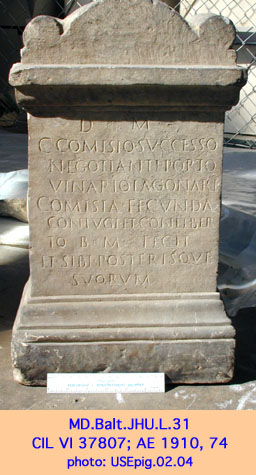 D M
C COMISIO SVCCESSO
NEGOTIANTI PORTO
VINARIO LAGONARI
COMISIA FECVNDA
CONIVGI ET CONLIBER
TO B M FECIT
ET SIBI POSTERISQVE
SVORVM
MD.Balt.JHU.L.31
CIL VI 37807; AE 1910, 74
photo: USEpig.02.04